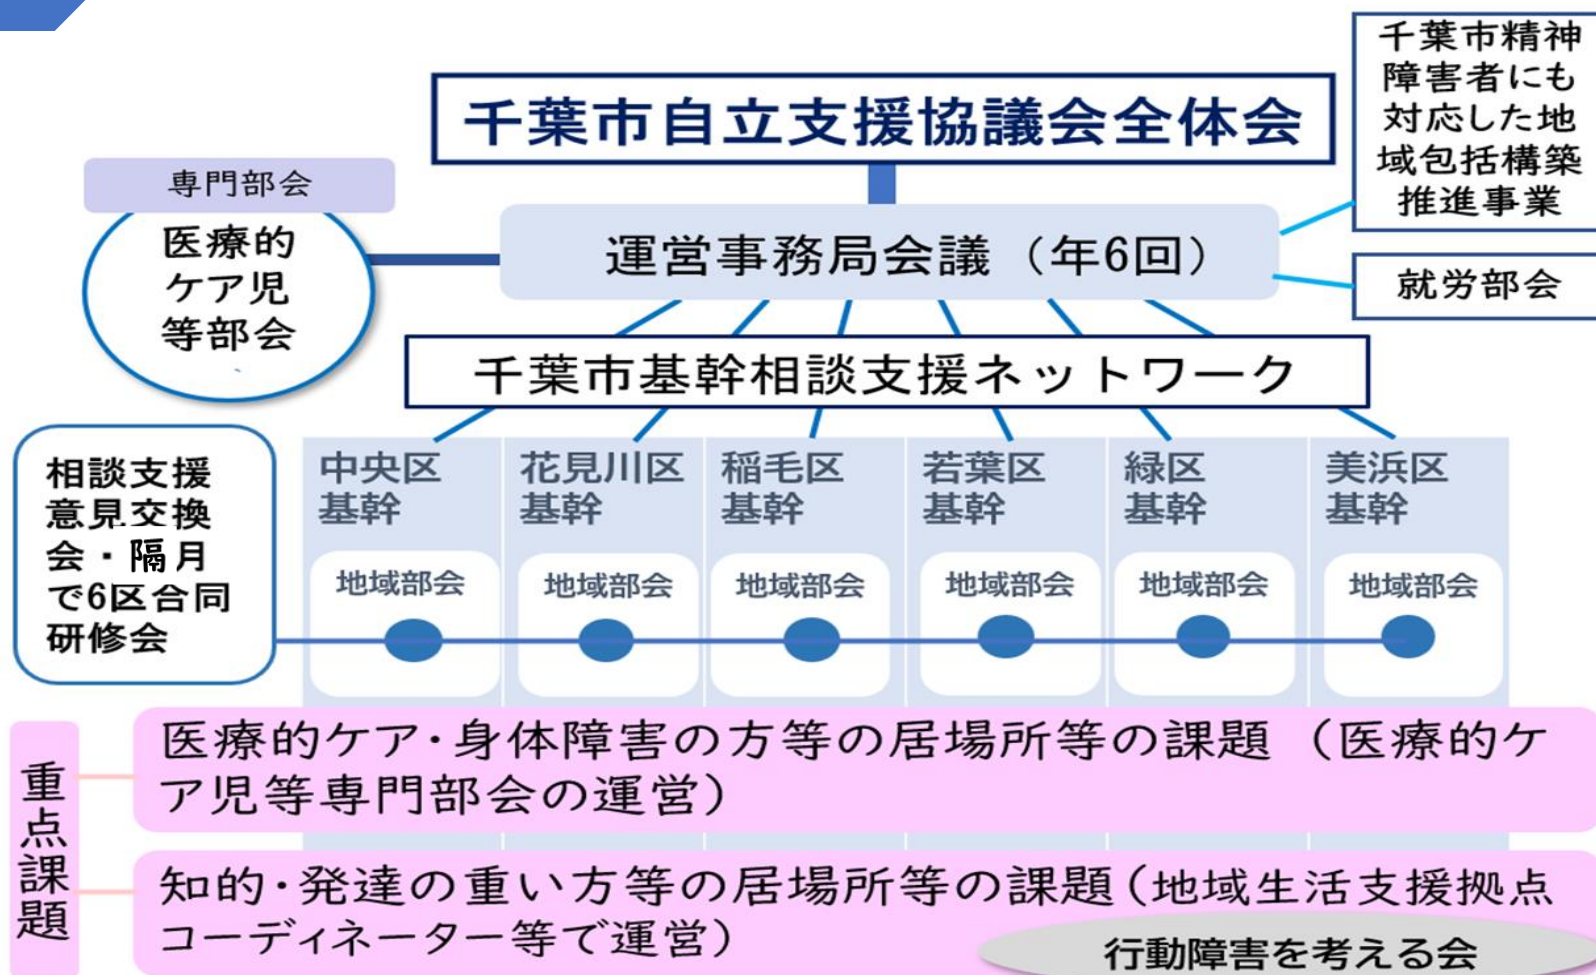 千葉市自立支援協議会全体会
千葉市精神
障害者にも
対応した地
域包括構築
推進事業
専門部会
医療的
ケア児
等部会
運営事務局会議（年6回）
就労部会
千葉市基幹相談支援ネットワーク
相談支援
意見交換
会・隔月
で6区合同
研修会
中央区
基幹
花見川区
基幹
稲毛区
基幹
若葉区
基幹
緑区
基幹
美浜区
基幹
地域部会
地域部会
地域部会
地域部会
地域部会
地域部会
重点課題
医療的ケア・身体障害の方等の居場所等の課題（医療的ケ
ア児等専門部会の運営）
知的・発達の重い方等の居場所等の課題（地域生活支援拠点
コーディネーター等で運営）
行動障害を考える会